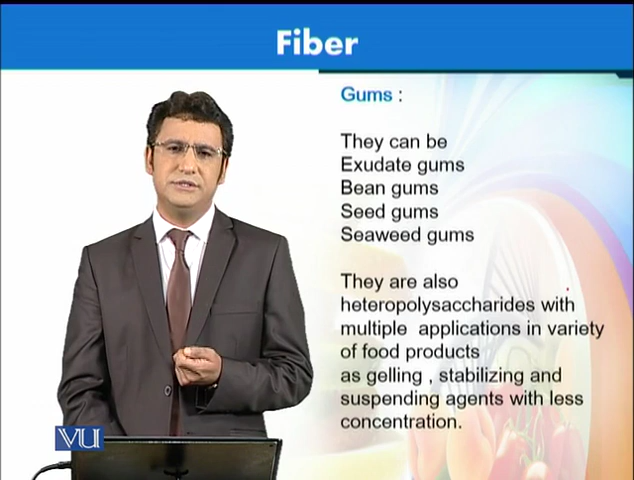 Fiber
Gums :
They can be
Exudate gums
Bean gums
Seed gums
Seaweed gums
They are also
heteropolysaccharides with
multiple applications in variety
of food products
as gelling , stabilizing and
suspending agents with less
concentration.
VU